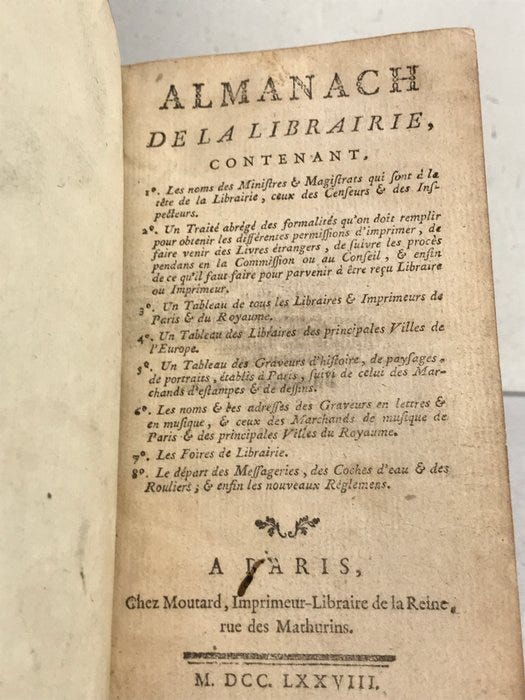 ALMANACH
DE LA LIBRAIRIE,
CONTENANT,
1°. Les noms des Ministres & Magistrats qui sont à la
tête de la Librairie, ceux des Censeurs & des Ins-
pecteurs.
2°. Un Traité abrégé des formalités qu'on doit remplir
pour obtenir les différentes permissions d'imprimer, de
faire venir des Livres étrangers, de suivre les procès
pendans en la Commission ou au Conseil, & enfin
de ce qu'il faut faire pour parvenir à être reçu Libraire
ou Imprimeur.
3°. Un Tableau de tous les Libraires & Imprimeurs de
Paris & du Royaume.
4°. Un Tableau des Libraires des principales Villes de
l'Europe.
5°. Un Tableau des Graveurs d'histoire, de paysages,
de portraits, établis à Paris, suivi de celui des Mar-
chands d'estampes & de dessins.
6°. Les noms & les adresses des Graveurs en lettres &
en musique, & ceux des Marchands de musique de
Paris & des principales Villes du Royaume.
7°. Les Foires de Librairie.
8°. Le départ des Messageries, des Coches d'eau & des
Rouliers; & enfin les nouveaux Réglemens.
A PARIS,
Chez Moutard, Imprimeur-Libraire de la Reine,
rue des Mathurins.
M. DCC. LXXVIII.